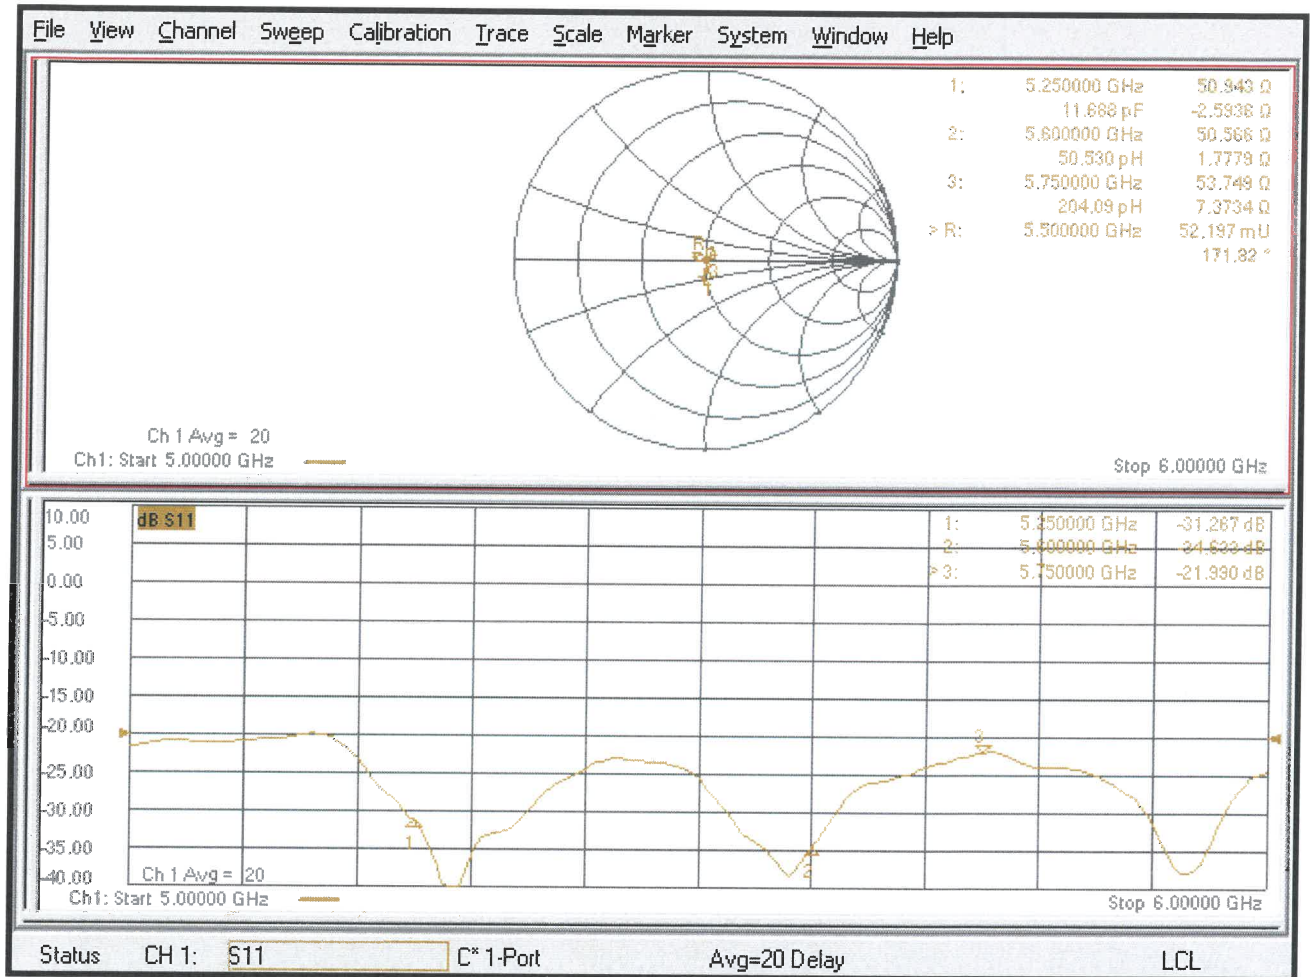 File View Channel Sweep Calibration Trace Scale Marker System Window Help
1: 5.250000 GHz 50.943 Ω
11.688 pF -2.5936 Ω
2: 5.600000 GHz 50.566 Ω
50.530 pH 1.7779 Ω
3: 5.750000 GHz 53.749 Ω
204.09 pH 7.3734 Ω
> R: 5.500000 GHz 52.197 mU
171.82 °
R
Ch 1 Avg = 20
Ch1: Start 5.00000 GHz
Stop 6.00000 GHz
10.00
dB S11
1: 5.250000 GHz -31.267 dB
5.00
2: 5.600000 GHz -34.633 dB
> 3: 5.750000 GHz -21.990 dB
0.00
-5.00
-10.00
-15.00
-20.00
3
-25.00
-30.00
1
-35.00
2
-40.00
Ch 1 Avg = 20
Ch1: Start 5.00000 GHz
Stop 6.00000 GHz
Status CH 1: S11 C* 1-Port Avg=20 Delay LCL